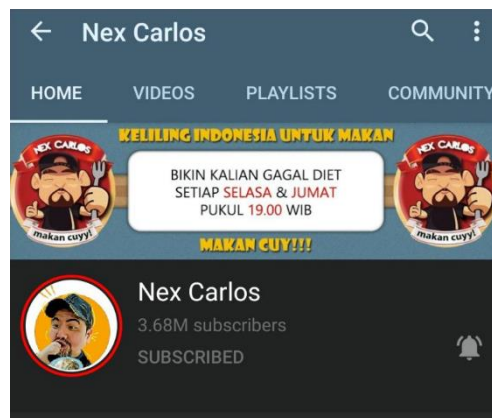 Nex Carlos
HOME VIDEOS PLAYLISTS COMMUNITY
KELILING INDONESIA UNTUK MAKAN
NEX CARLOS
makan cuyy!
BIKIN KALIAN GAGAL DIET
SETIAP SELASA & JUMAT
PUKUL 19.00 WIB
NEX CARLOS
makan cuyy!
MAKAN CUY!!!
Nex Carlos
3.68M subscribers
SUBSCRIBED